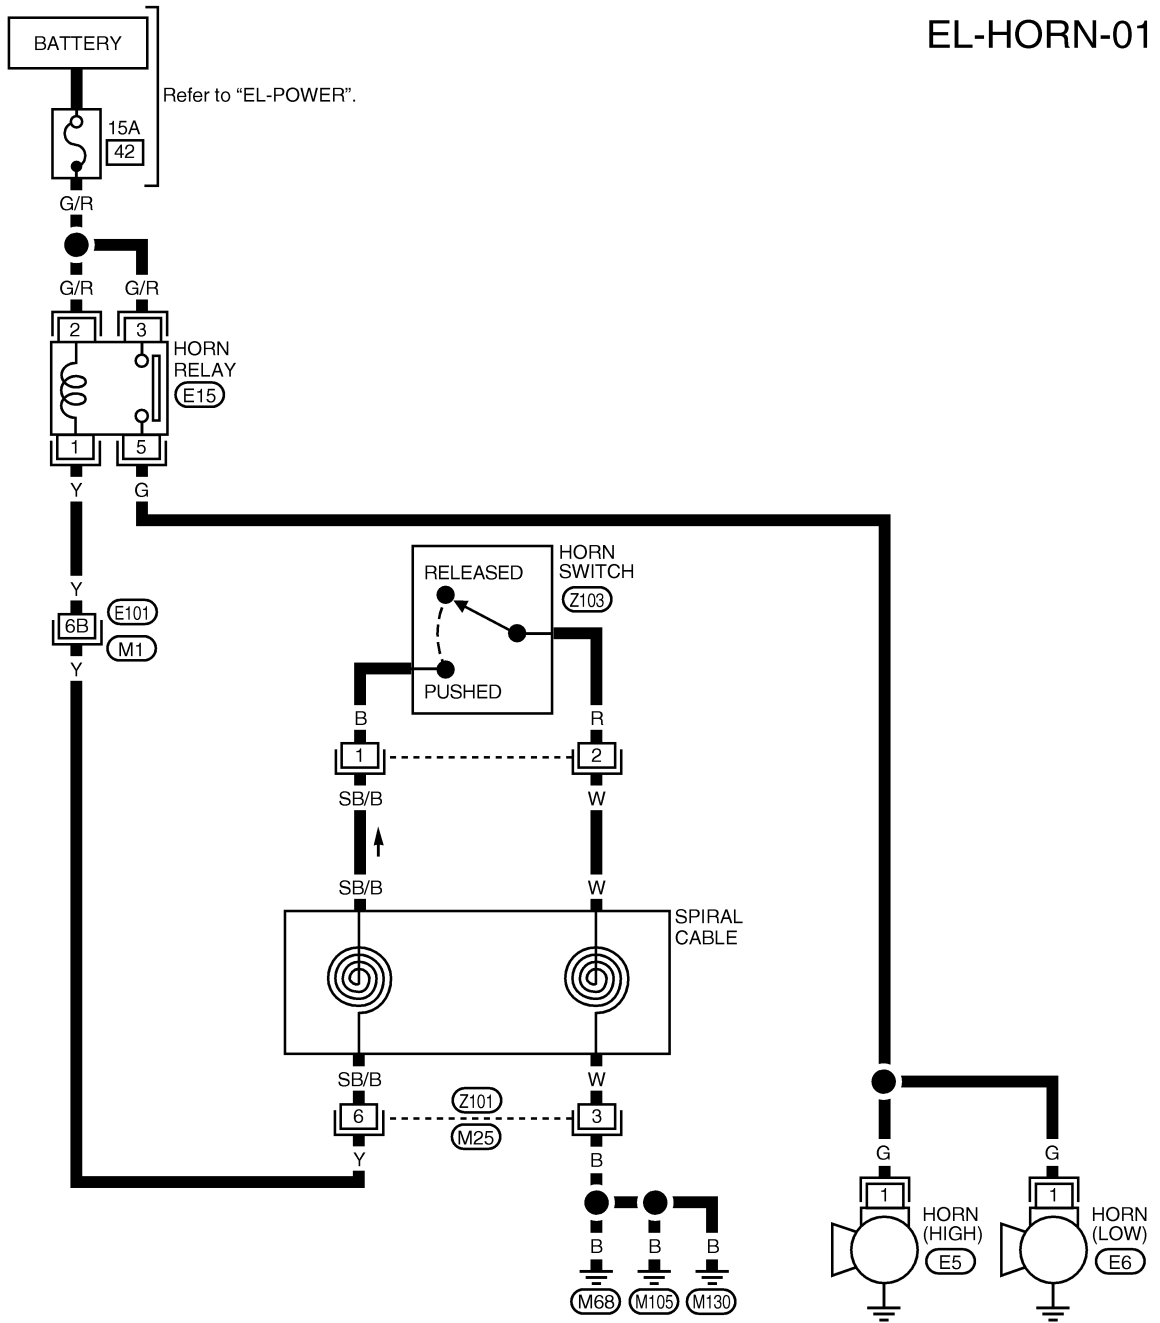 EL-HORN-01
BATTERY
Refer to “EL-POWER”.
15A
42
G/R
G/R G/R
2 3
HORN
RELAY
E15
1 5
Y G
Y
6B
E101
M1
Y
HORN
SWITCH
Z103
RELEASED
PUSHED
B R
1 2
SB/B W
SB/B W
SPIRAL
CABLE
SB/B W
6 3
Z101
M25
Y B
B B B
M68 M105 M130
G G
1 1
HORN
(HIGH)
E5
HORN
(LOW)
E6